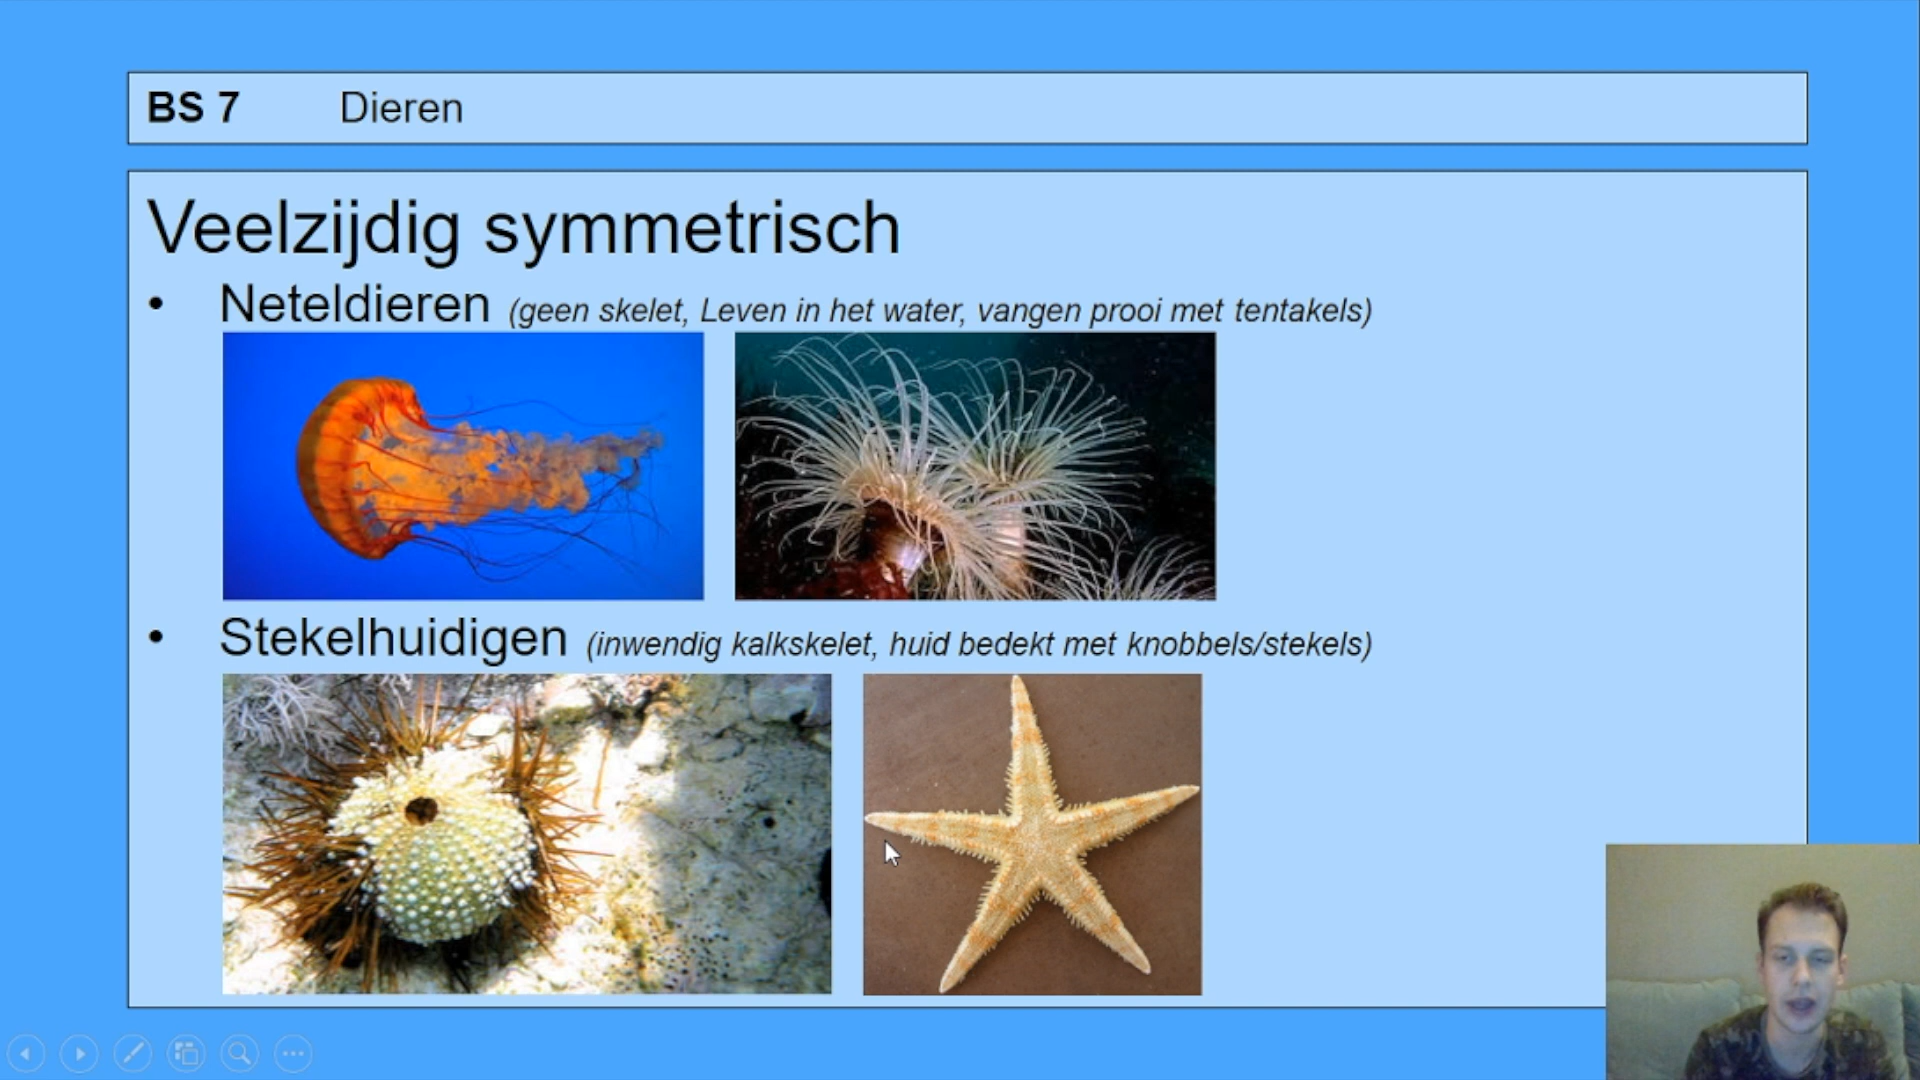 BS 7 Dieren
Veelzijdig symmetrisch
• Neteldieren (geen skelet, Leven in het water, vangen prooi met tentakels)
• Stekelhuidigen (inwendig kalkskelet, huid bedekt met knobbels/stekels)